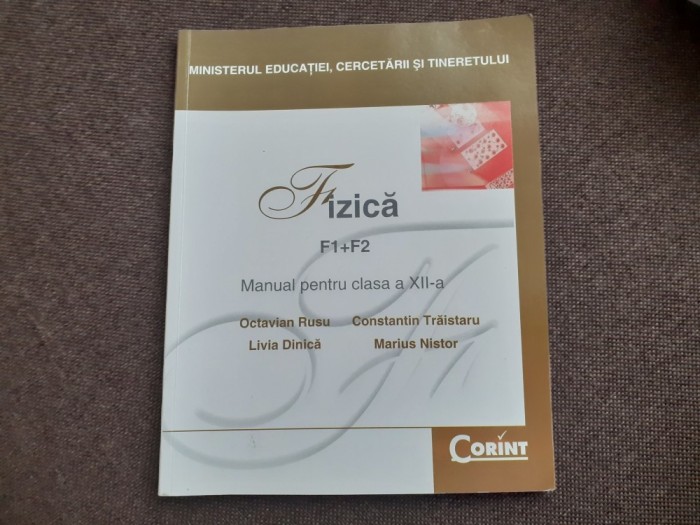 MINISTERUL EDUCAȚIEI, CERCETĂRII ȘI TINERETULUI
Fizică
F1+F2
Manual pentru clasa a XII-a
Octavian Rusu Constantin Trăistaru
Livia Dinică Marius Nistor
CORINT